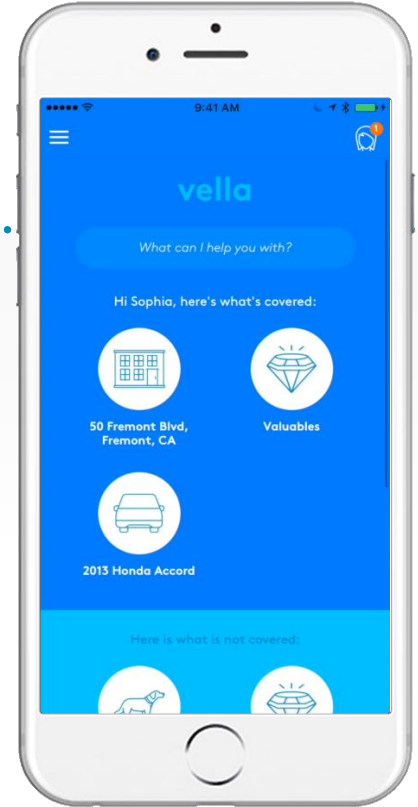 9:41 AM
1
vella
What can I help you with?
Hi Sophia, here's what's covered:
50 Fremont Blvd,
Fremont, CA
Valuables
2013 Honda Accord
Here is what is not covered: